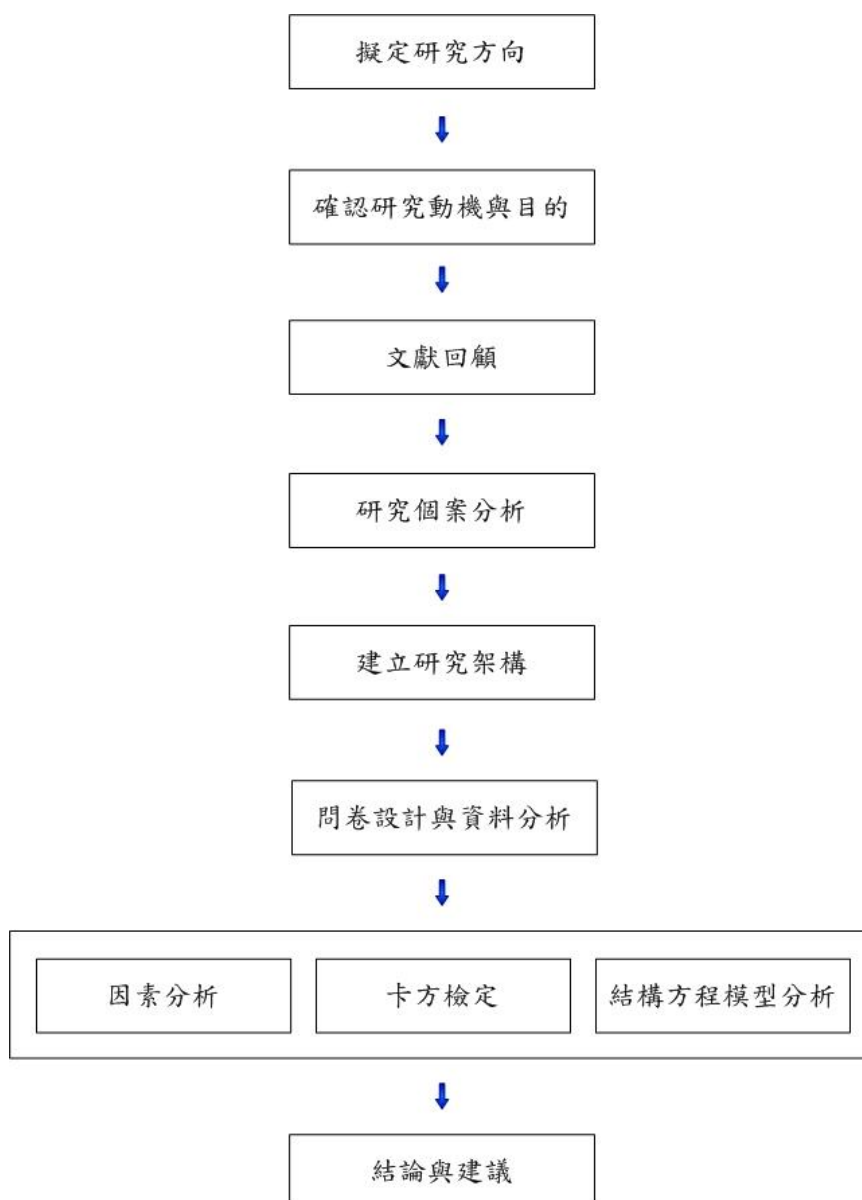 擬定研究方向
確認研究動機與目的
文獻回顧
研究個案分析
建立研究架構
問卷設計與資料分析
因素分析
卡方檢定
結構方程模型分析
結論與建議